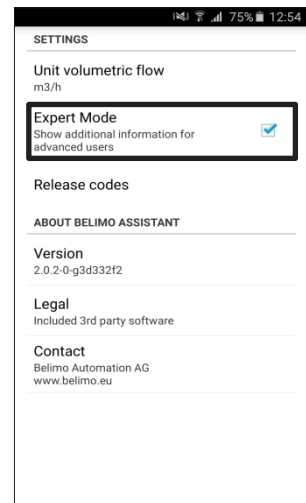 75% 12:54
SETTINGS
Unit volumetric flow
m3/h
Expert Mode
Show additional information for
advanced users
Release codes
ABOUT BELIMO ASSISTANT
Version
2.0.2-0-g3d332f2
Legal
Included 3rd party software
Contact
Belimo Automation AG
www.belimo.eu